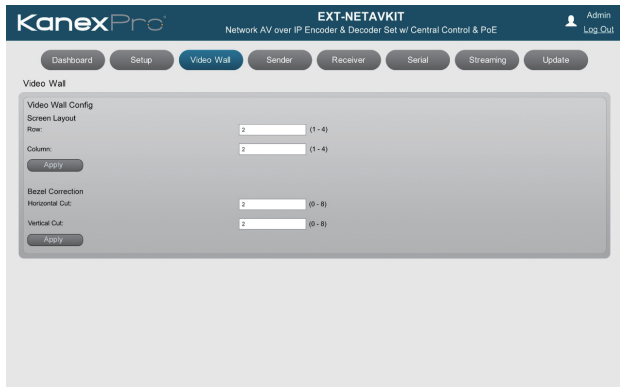 KanexPro
EXT-NETAVKIT
Network AV over IP Encoder & Decoder Set w/ Central Control & PoE
Admin
Log Out
Dashboard Setup Video Wall Sender Receiver Serial Streaming Update
Video Wall
Video Wall Config
Screen Layout
Row: 2 (1 - 4)
Column: 2 (1 - 4)
Apply
Bezel Correction
Horizontal Cut: 2 (0 - 8)
Vertical Cut: 2 (0 - 8)
Apply